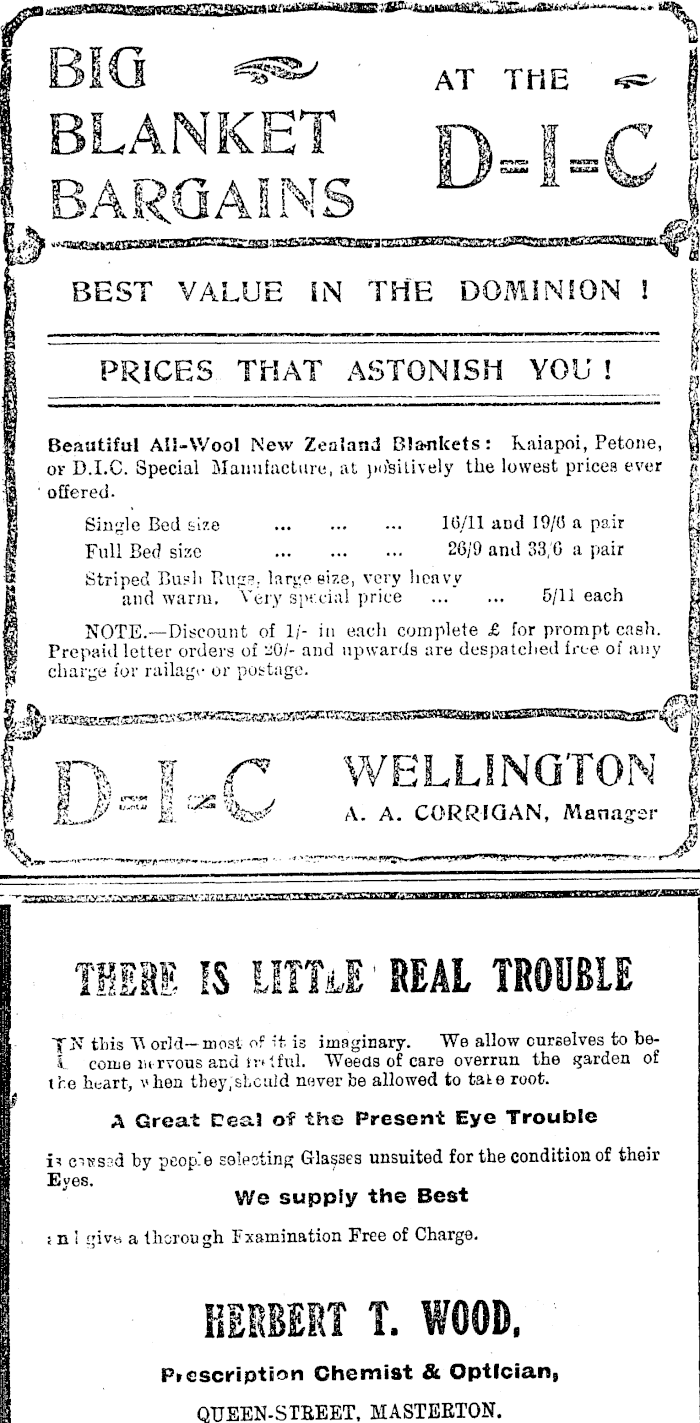 BIG
BLANKET
BARGAINS
AT THE
D=I=C
BEST VALUE IN THE DOMINION !
PRICES THAT ASTONISH YOU !
Beautiful All-Wool New Zealand Blankets: Kaiapoi, Petone,
or D.I.C. Special Manufacture, at positively the lowest prices ever
offered.
Single Bed size ... ... ... 16/11 and 19/6 a pair
Full Bed size ... ... ... 26/9 and 33/6 a pair
Striped Bush Rugs, large size, very heavy
and warm. Very special price ... ... 5/11 each
NOTE.—Discount of 1/- in each complete £ for prompt cash.
Prepaid letter orders of 20/- and upwards are despatched free of any
charge for railage or postage.
D=I=C
WELLINGTON
A. A. CORRIGAN, Manager
THERE IS LITTLE REAL TROUBLE
IN this World—most of it is imaginary. We allow ourselves to be-
come nervous and fretful. Weeds of care overrun the garden of
the heart, when they should never be allowed to take root.
A Great Deal of the Present Eye Trouble
is caused by people selecting Glasses unsuited for the condition of their
Eyes.
We supply the Best
and give a thorough Examination Free of Charge.
HERBERT T. WOOD,
Prescription Chemist & Optician,
QUEEN-STREET, MASTERTON.